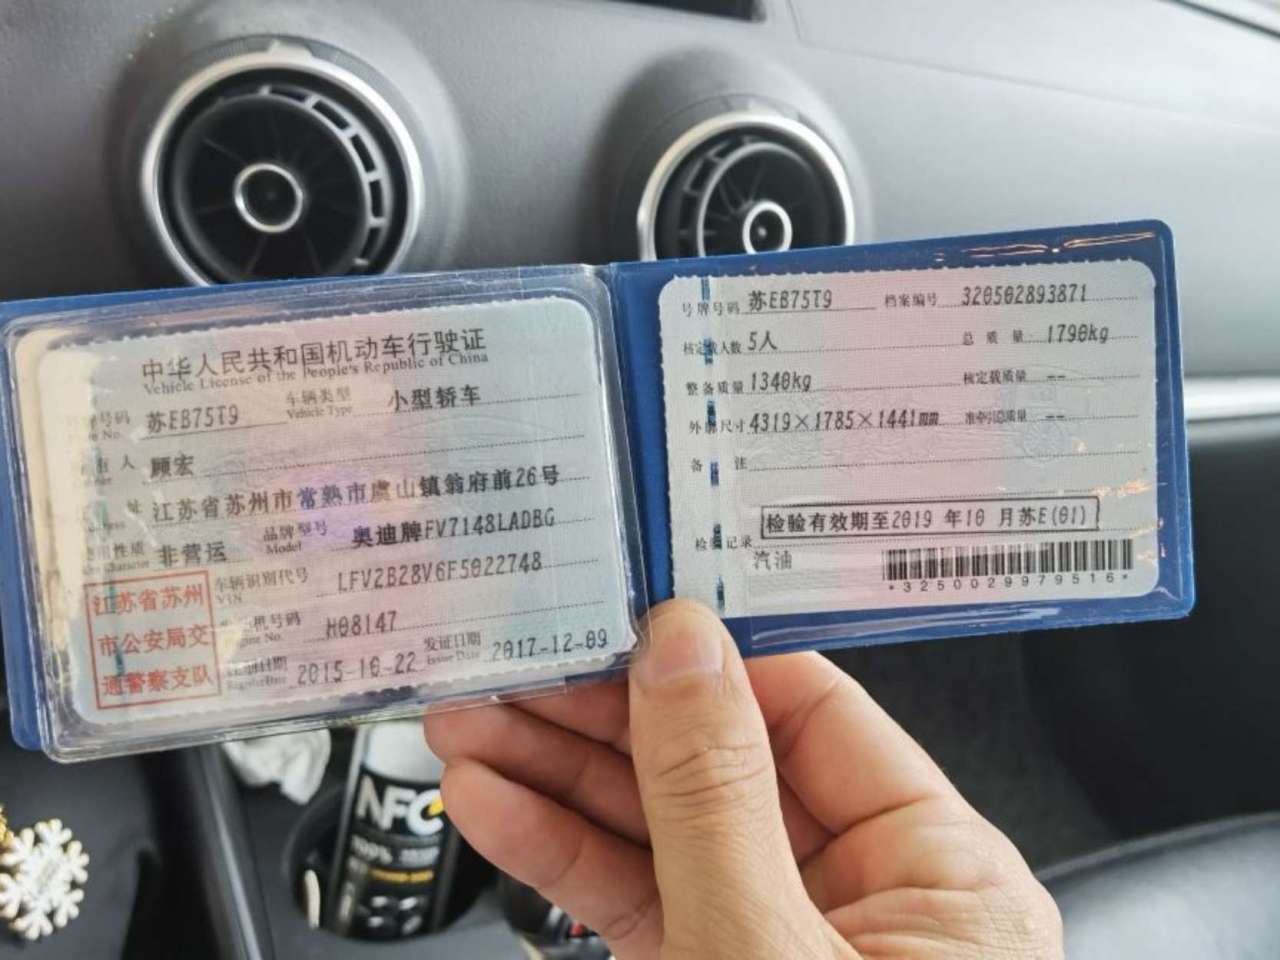 中华人民共和国机动车行驶证
Vehicle License of the People's Republic of China
号牌号码 苏EB75T9 车辆类型 小型轿车
Plate No. Vehicle Type
人 顾宏
址 江苏省苏州市常熟市虞山镇翁府前26号
使用性质 非营运 品牌型号 奥迪牌FV7148LADBG
Use Character Model
车辆识别代号 LFV2B28V6F5022748
VIN
发动机号码 H08147
Engine No.
注册日期 2015-10-22 发证日期 2017-12-09
Register Date Issue Date
江苏省苏州
市公安局交
通警察支队
号牌号码 苏EB75T9 档案编号 320502893871
核定载人数 5人 总质量 1790kg
整备质量 1340kg 核定载质量 --
外廓尺寸 4319×1785×1441mm 准牵引总质量 --
备注
检验有效期至2019年10月苏E(01)
检验记录
汽油
*3250029979516*
NFC
100%